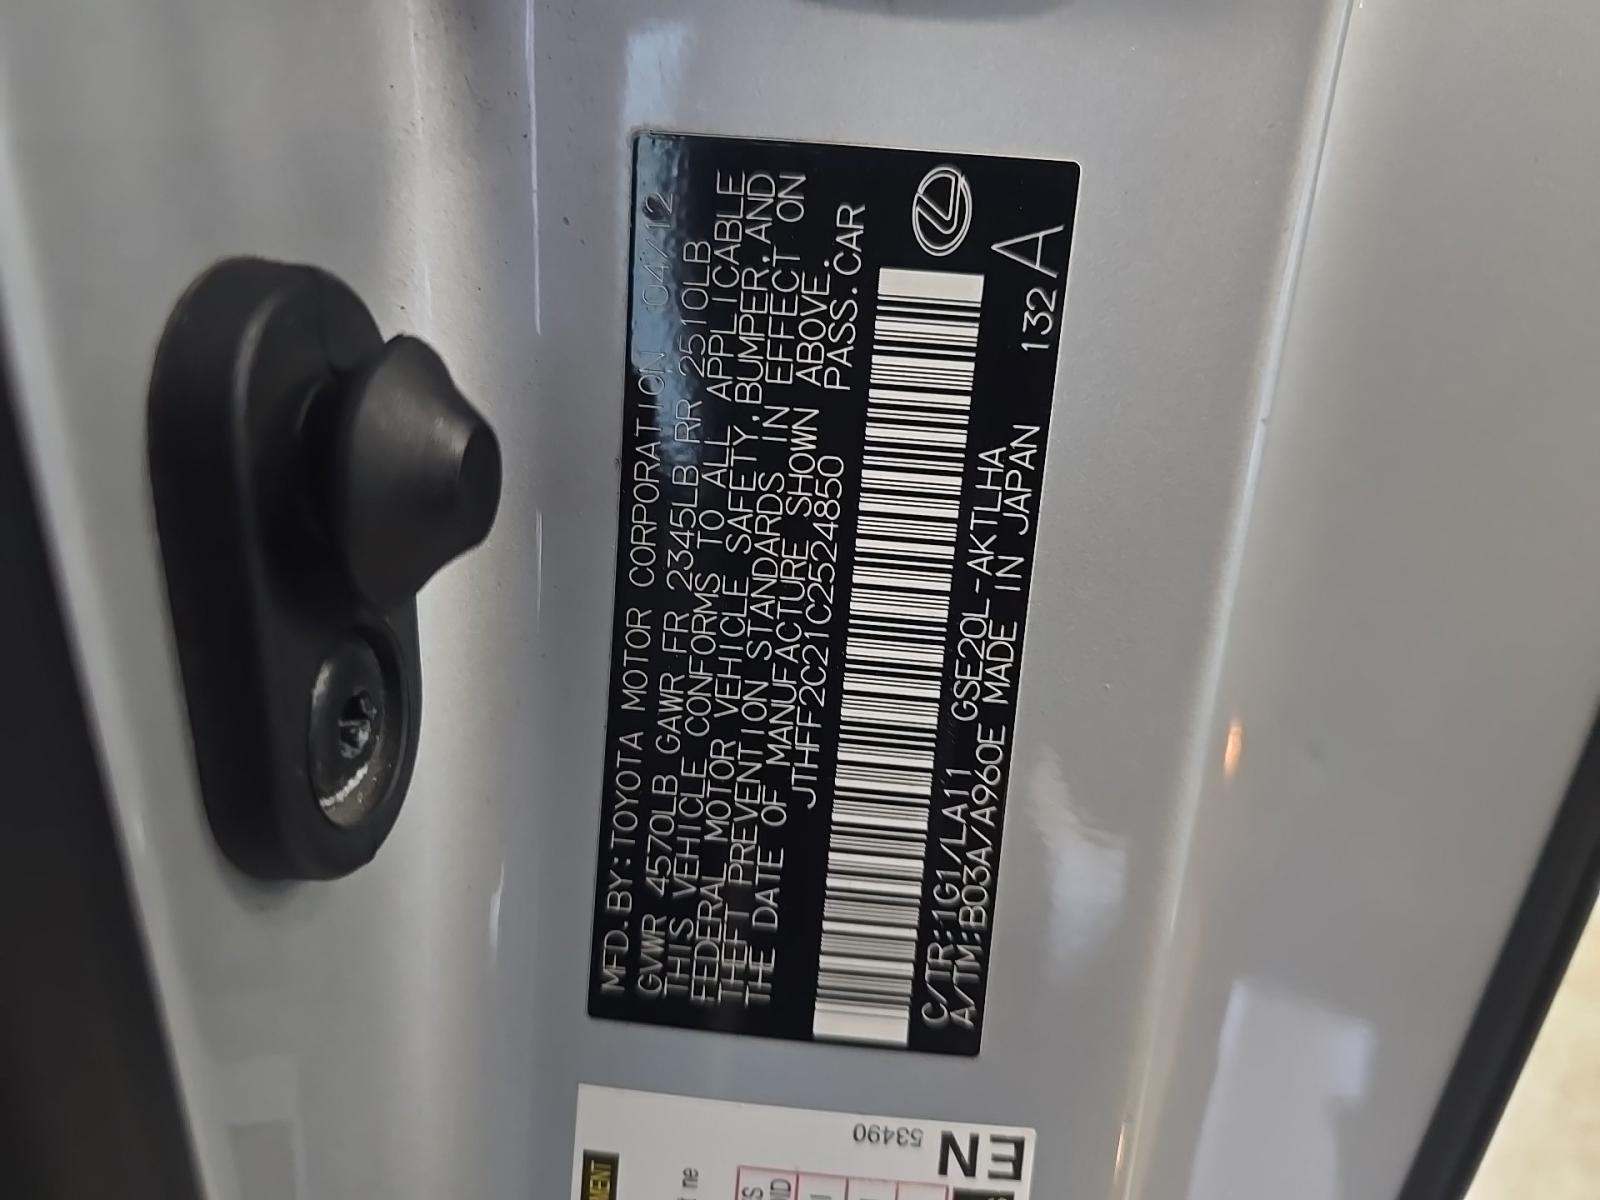 MFD.BY:TOYOTA MOTOR CORPORATION 04/12
GVWR 4570LB GAWR FR 2345LB RR 2510LB
THIS VEHICLE CONFORMS TO ALL APPLICABLE
FEDERAL MOTOR VEHICLE SAFETY,BUMPER,AND
THEFT PREVENTION STANDARDS IN EFFECT ON
THE DATE OF MANUFACTURE SHOWN ABOVE.
JTHFF2C21C2524850 PASS.CAR
C/TR:1G1/LA11 GSE20L-AKTLHA
A/TM:B03A/A960E MADE IN JAPAN 132A
EN
53490